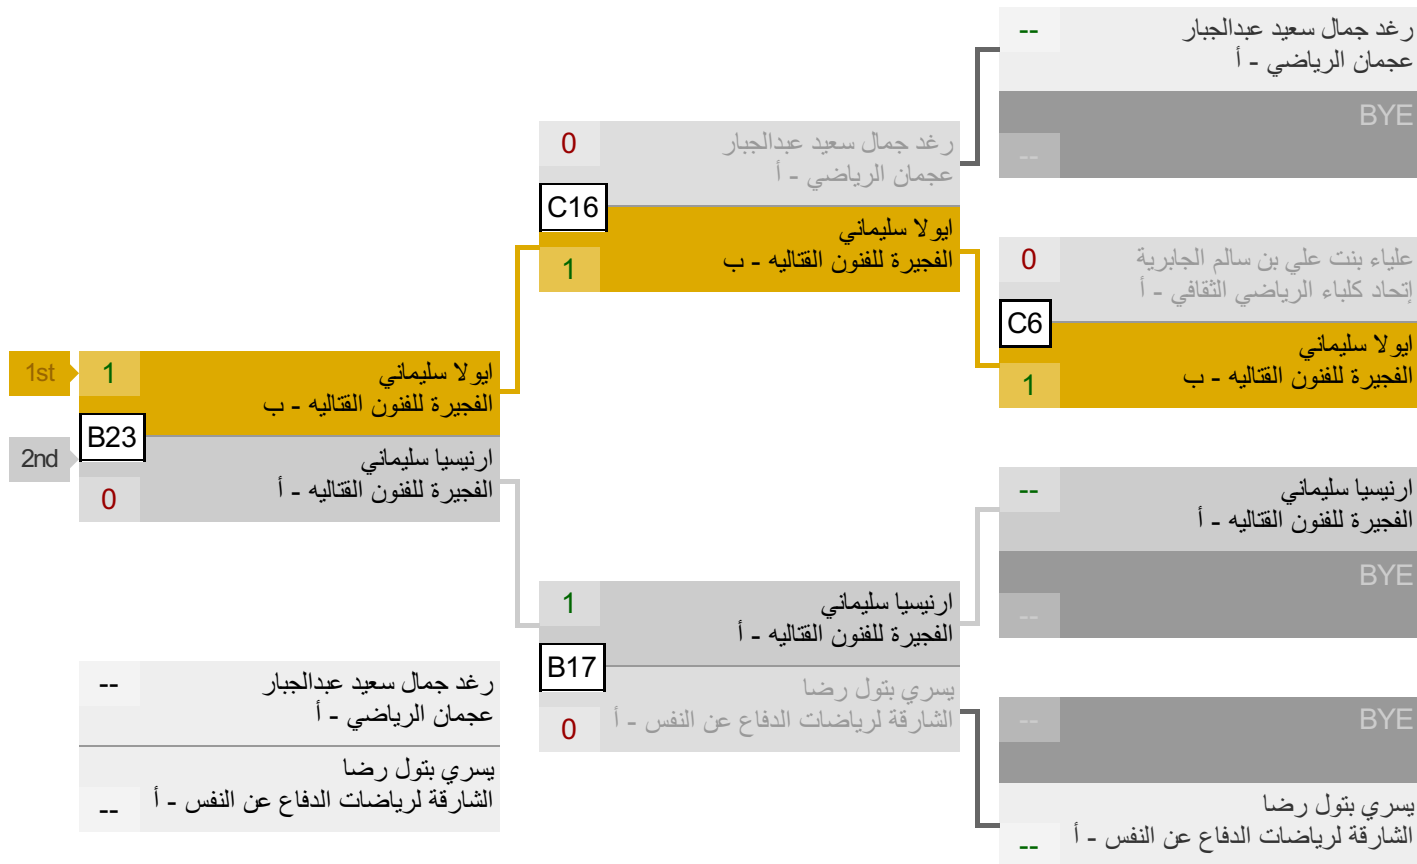 --
رغد جمال سعيد عبدالجبار
عجمان الرياضي - أ
BYE
--
0
رغد جمال سعيد عبدالجبار
عجمان الرياضي - أ
C16
ايولا سليماني
الفجيرة للفنون القتاليه - ب
1
0
علياء بنت علي بن سالم الجابرية
إتحاد كلباء الرياضي الثقافي - أ
C6
ايولا سليماني
الفجيرة للفنون القتاليه - ب
1
1st
1
ايولا سليماني
الفجيرة للفنون القتاليه - ب
B23
2nd
ارنيسيا سليماني
الفجيرة للفنون القتاليه - أ
0
--
ارنيسيا سليماني
الفجيرة للفنون القتاليه - أ
BYE
--
1
ارنيسيا سليماني
الفجيرة للفنون القتاليه - أ
B17
يسري بتول رضا
الشارقة لرياضات الدفاع عن النفس - أ
0
--
رغد جمال سعيد عبدالجبار
عجمان الرياضي - أ
يسري بتول رضا
الشارقة لرياضات الدفاع عن النفس - أ
--
--
BYE
يسري بتول رضا
الشارقة لرياضات الدفاع عن النفس - أ
--